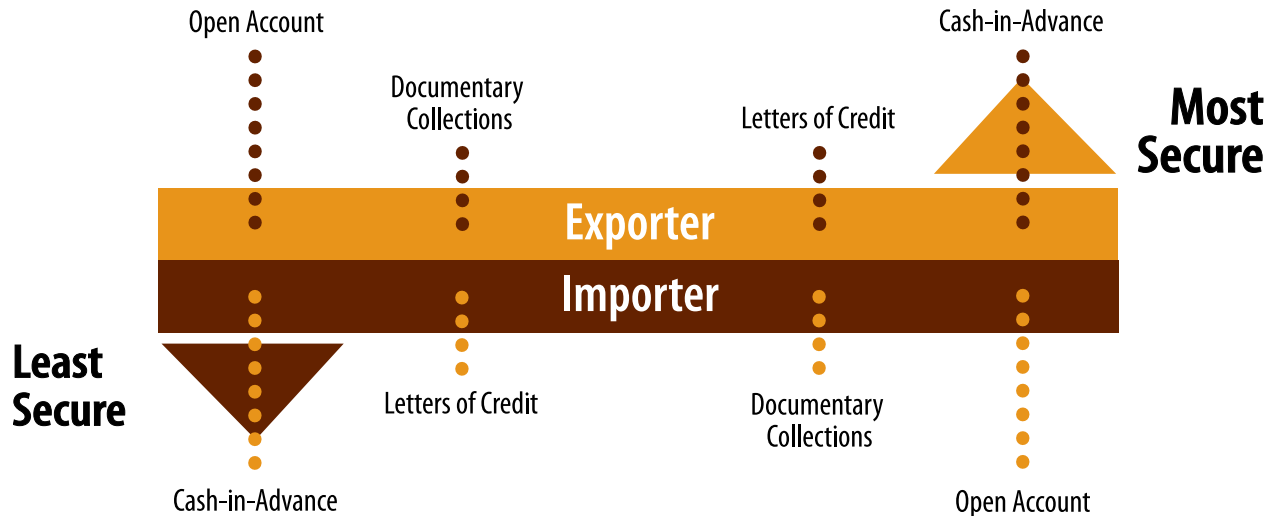 Open Account
Cash-in-Advance
Documentary
Collections
Letters of Credit
Most
Secure
Exporter
Importer
Least
Secure
Letters of Credit
Documentary
Collections
Cash-in-Advance
Open Account